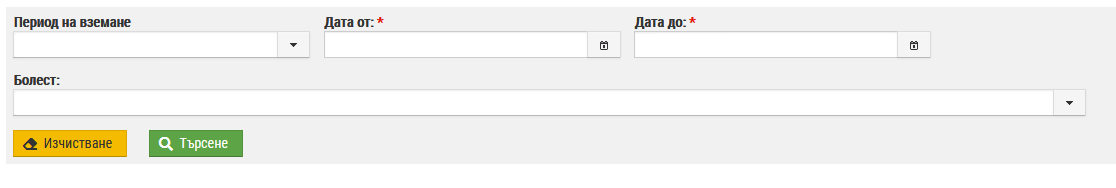 Период на вземане Дата от: * Дата до: *
Болест:
Изчистване Търсене